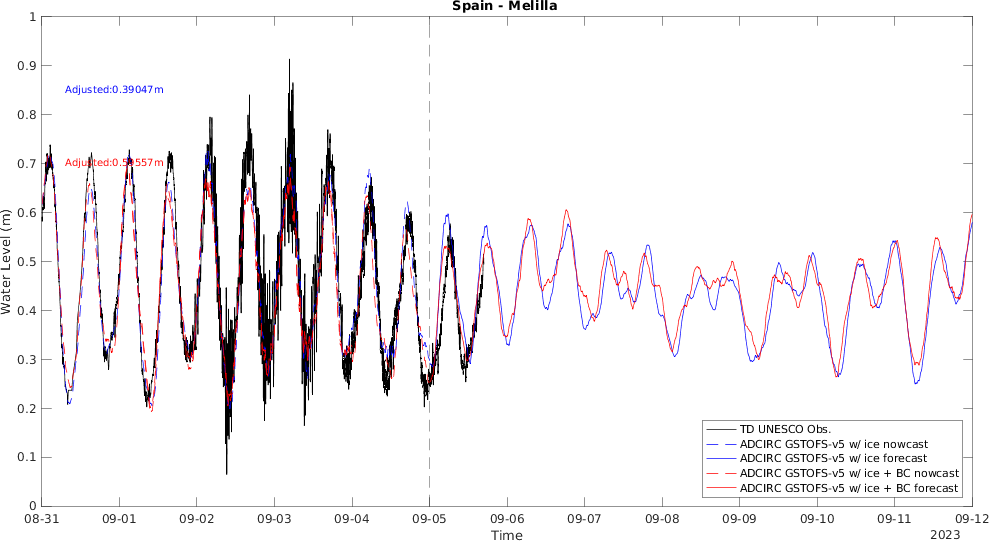 Spain - Melilla
Water Level (m)
1
0.9
0.8
0.7
0.6
0.5
0.4
0.3
0.2
0.1
0
Adjusted:0.39047m
Adjusted:0.59557m
TD UNESCO Obs.
ADCIRC GSTOFS-v5 w/ ice nowcast
ADCIRC GSTOFS-v5 w/ ice forecast
ADCIRC GSTOFS-v5 w/ ice + BC nowcast
ADCIRC GSTOFS-v5 w/ ice + BC forecast
08-31 09-01 09-02 09-03 09-04 09-05 09-06 09-07 09-08 09-09 09-10 09-11 09-12
Time
2023